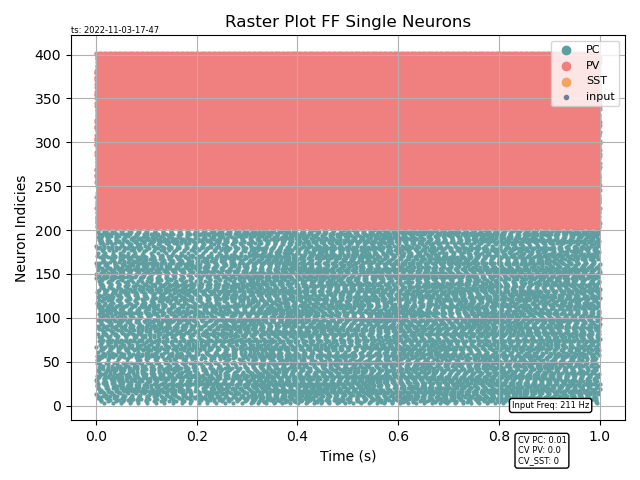 Raster Plot FF Single Neurons
ts: 2022-11-03-17-47
PC
PV
SST
input
Neuron Indicies
400
350
300
250
200
150
100
50
0
Input Freq: 211 Hz
0.0 0.2 0.4 0.6 0.8 1.0
Time (s)
CV PC: 0.01
CV PV: 0.0
CV_SST: 0